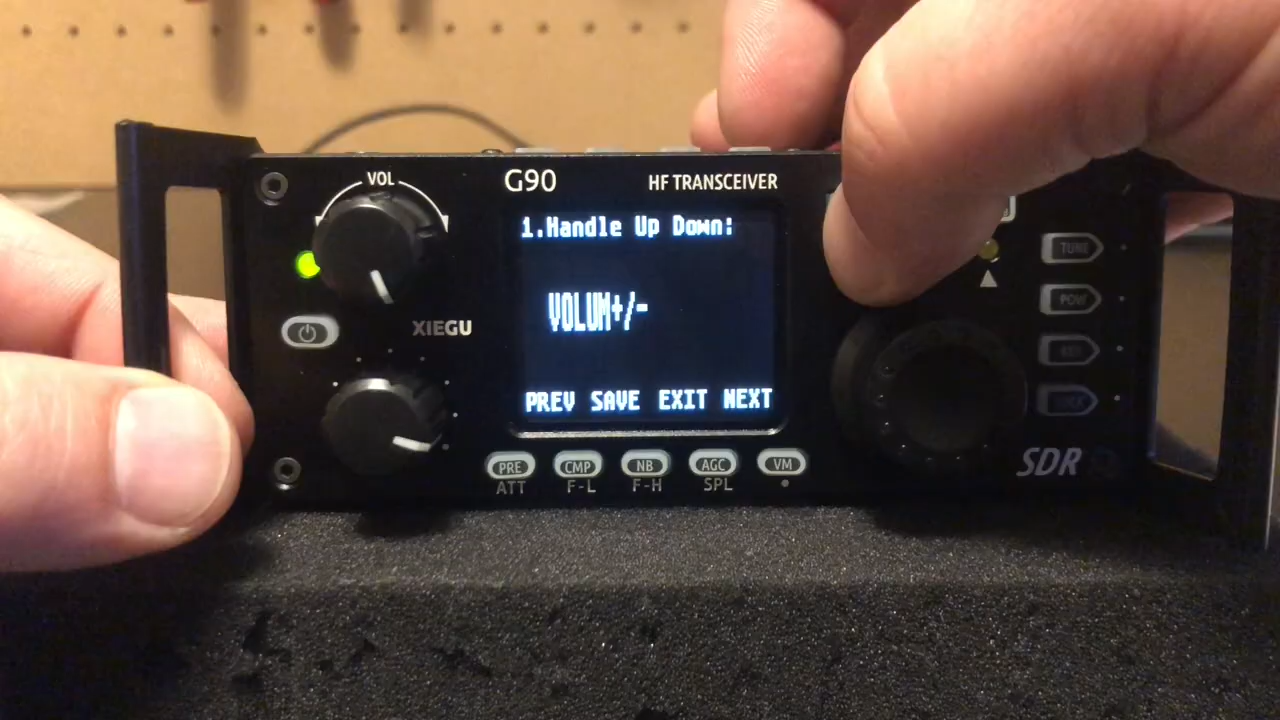 VOL
G90 HF TRANSCEIVER
1.Handle Up Down:
VOLUM+/-
XIEGU
PREV SAVE EXIT NEXT
TUNE
POW
PRE CMP NB AGC VM
ATT F-L F-H SPL
SDR